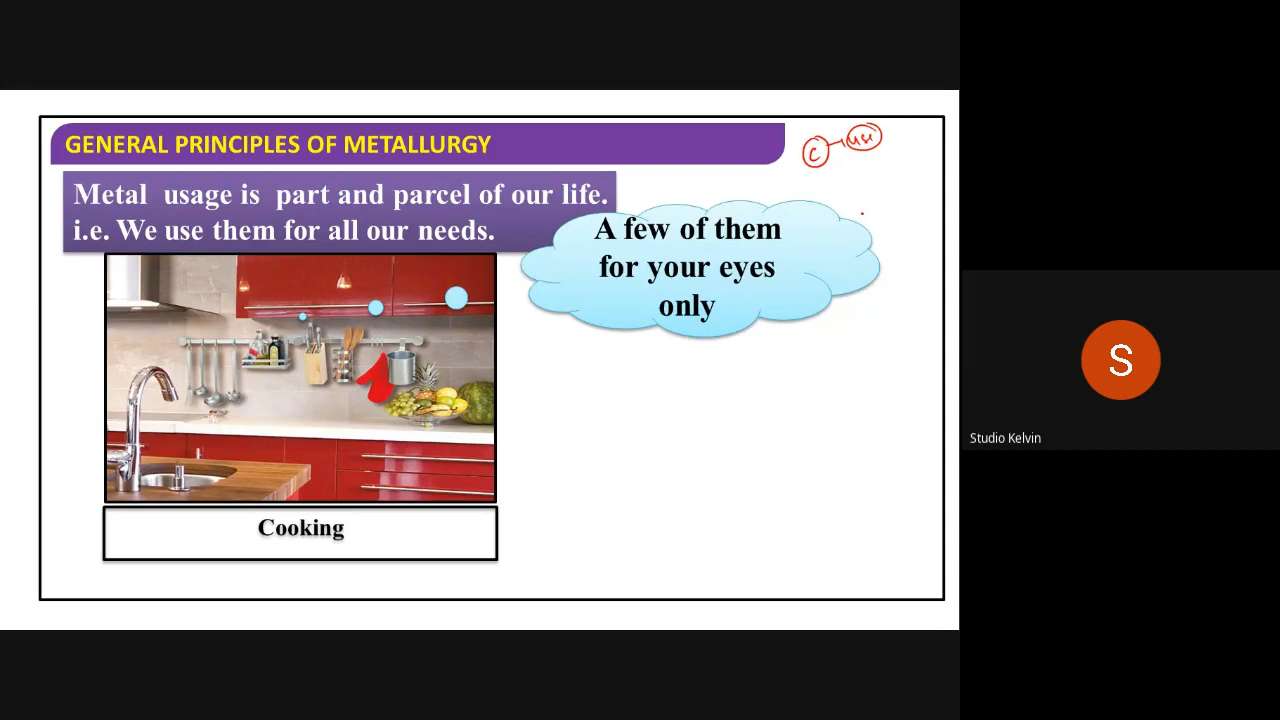 GENERAL PRINCIPLES OF METALLURGY
Metal usage is part and parcel of our life.
i.e. We use them for all our needs.
A few of them
for your eyes
only
Cooking
C
S
Studio Kelvin